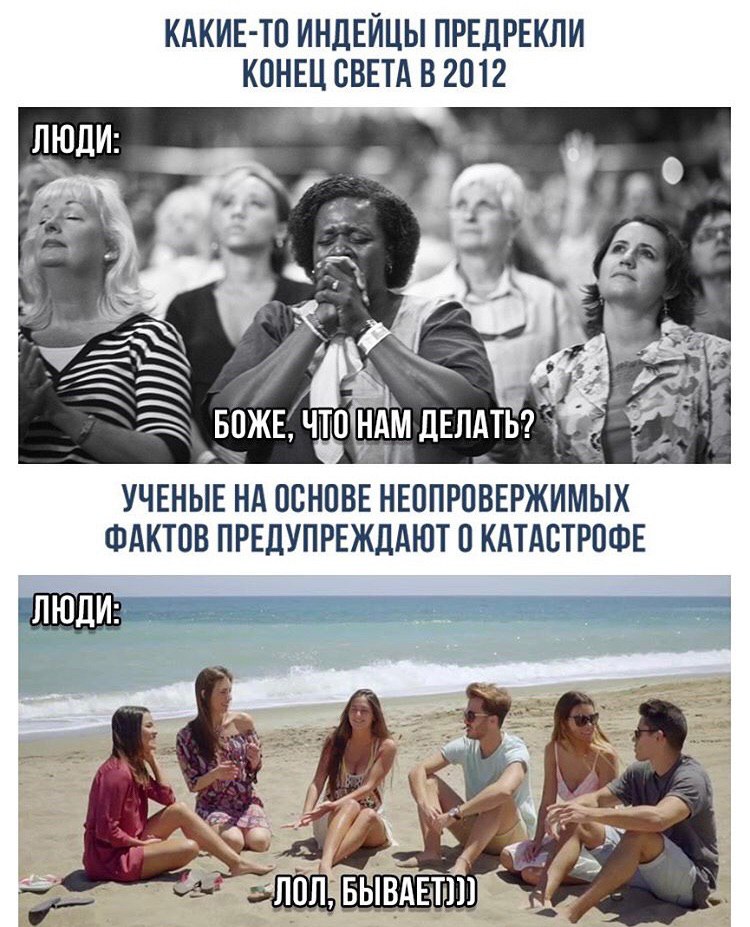 КАКИЕ-ТО ИНДЕЙЦЫ ПРЕДРЕКЛИ
КОНЕЦ СВЕТА В 2012
ЛЮДИ:
БОЖЕ, ЧТО НАМ ДЕЛАТЬ?
УЧЕНЫЕ НА ОСНОВЕ НЕОПРОВЕРЖИМЫХ
ФАКТОВ ПРЕДУПРЕЖДАЮТ О КАТАСТРОФЕ
ЛЮДИ:
ЛОЛ, БЫВАЕТ)))